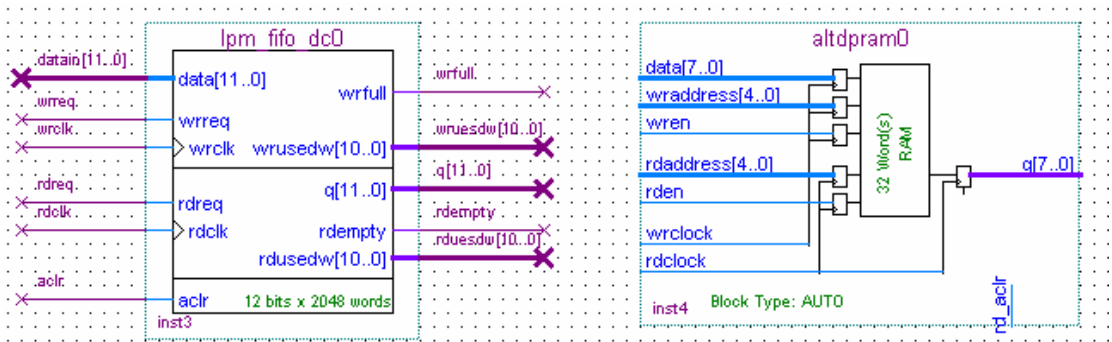 lpm_fifo_dc0
datain[11..0]
data[11..0]
wrfull
wrfull
wrreq
wrreq
wrclk
wrclk
wrusedw[10..0]
wruesdw[10..0]
q[11..0]
q[11..0]
rdreq
rdreq
rdclk
rdclk
rdempty
rdempty
rdusedw[10..0]
rduesdw[10..0]
aclr
aclr
12 bits x 2048 words
inst3
altdpram0
data[7..0]
wraddress[4..0]
wren
rdaddress[4..0]
rden
wrclock
rdclock
32 Word(s)
RAM
q[7..0]
Block Type: AUTO
inst4
rd_aclr